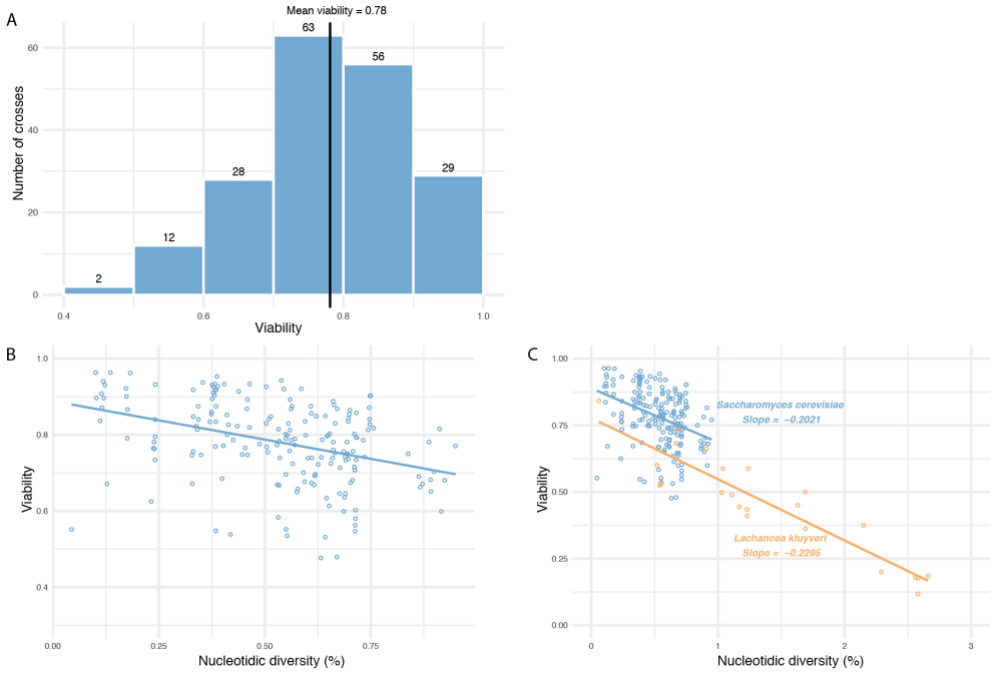 A
Mean viability = 0.78
63
56
28
29
12
2
60
40
20
0
Number of crosses
0.4
0.6
0.8
1.0
Viability
B
1.0
0.8
0.6
0.4
Viability
0.00
0.25
0.50
0.75
Nucleotidic diversity (%)
C
1.00
0.75
0.50
0.25
0.00
Viability
Saccharomyces cerevisiae
Slope = −0.2021
Lachancea kluyveri
Slope = −0.2295
0
1
2
3
Nucleotidic diversity (%)